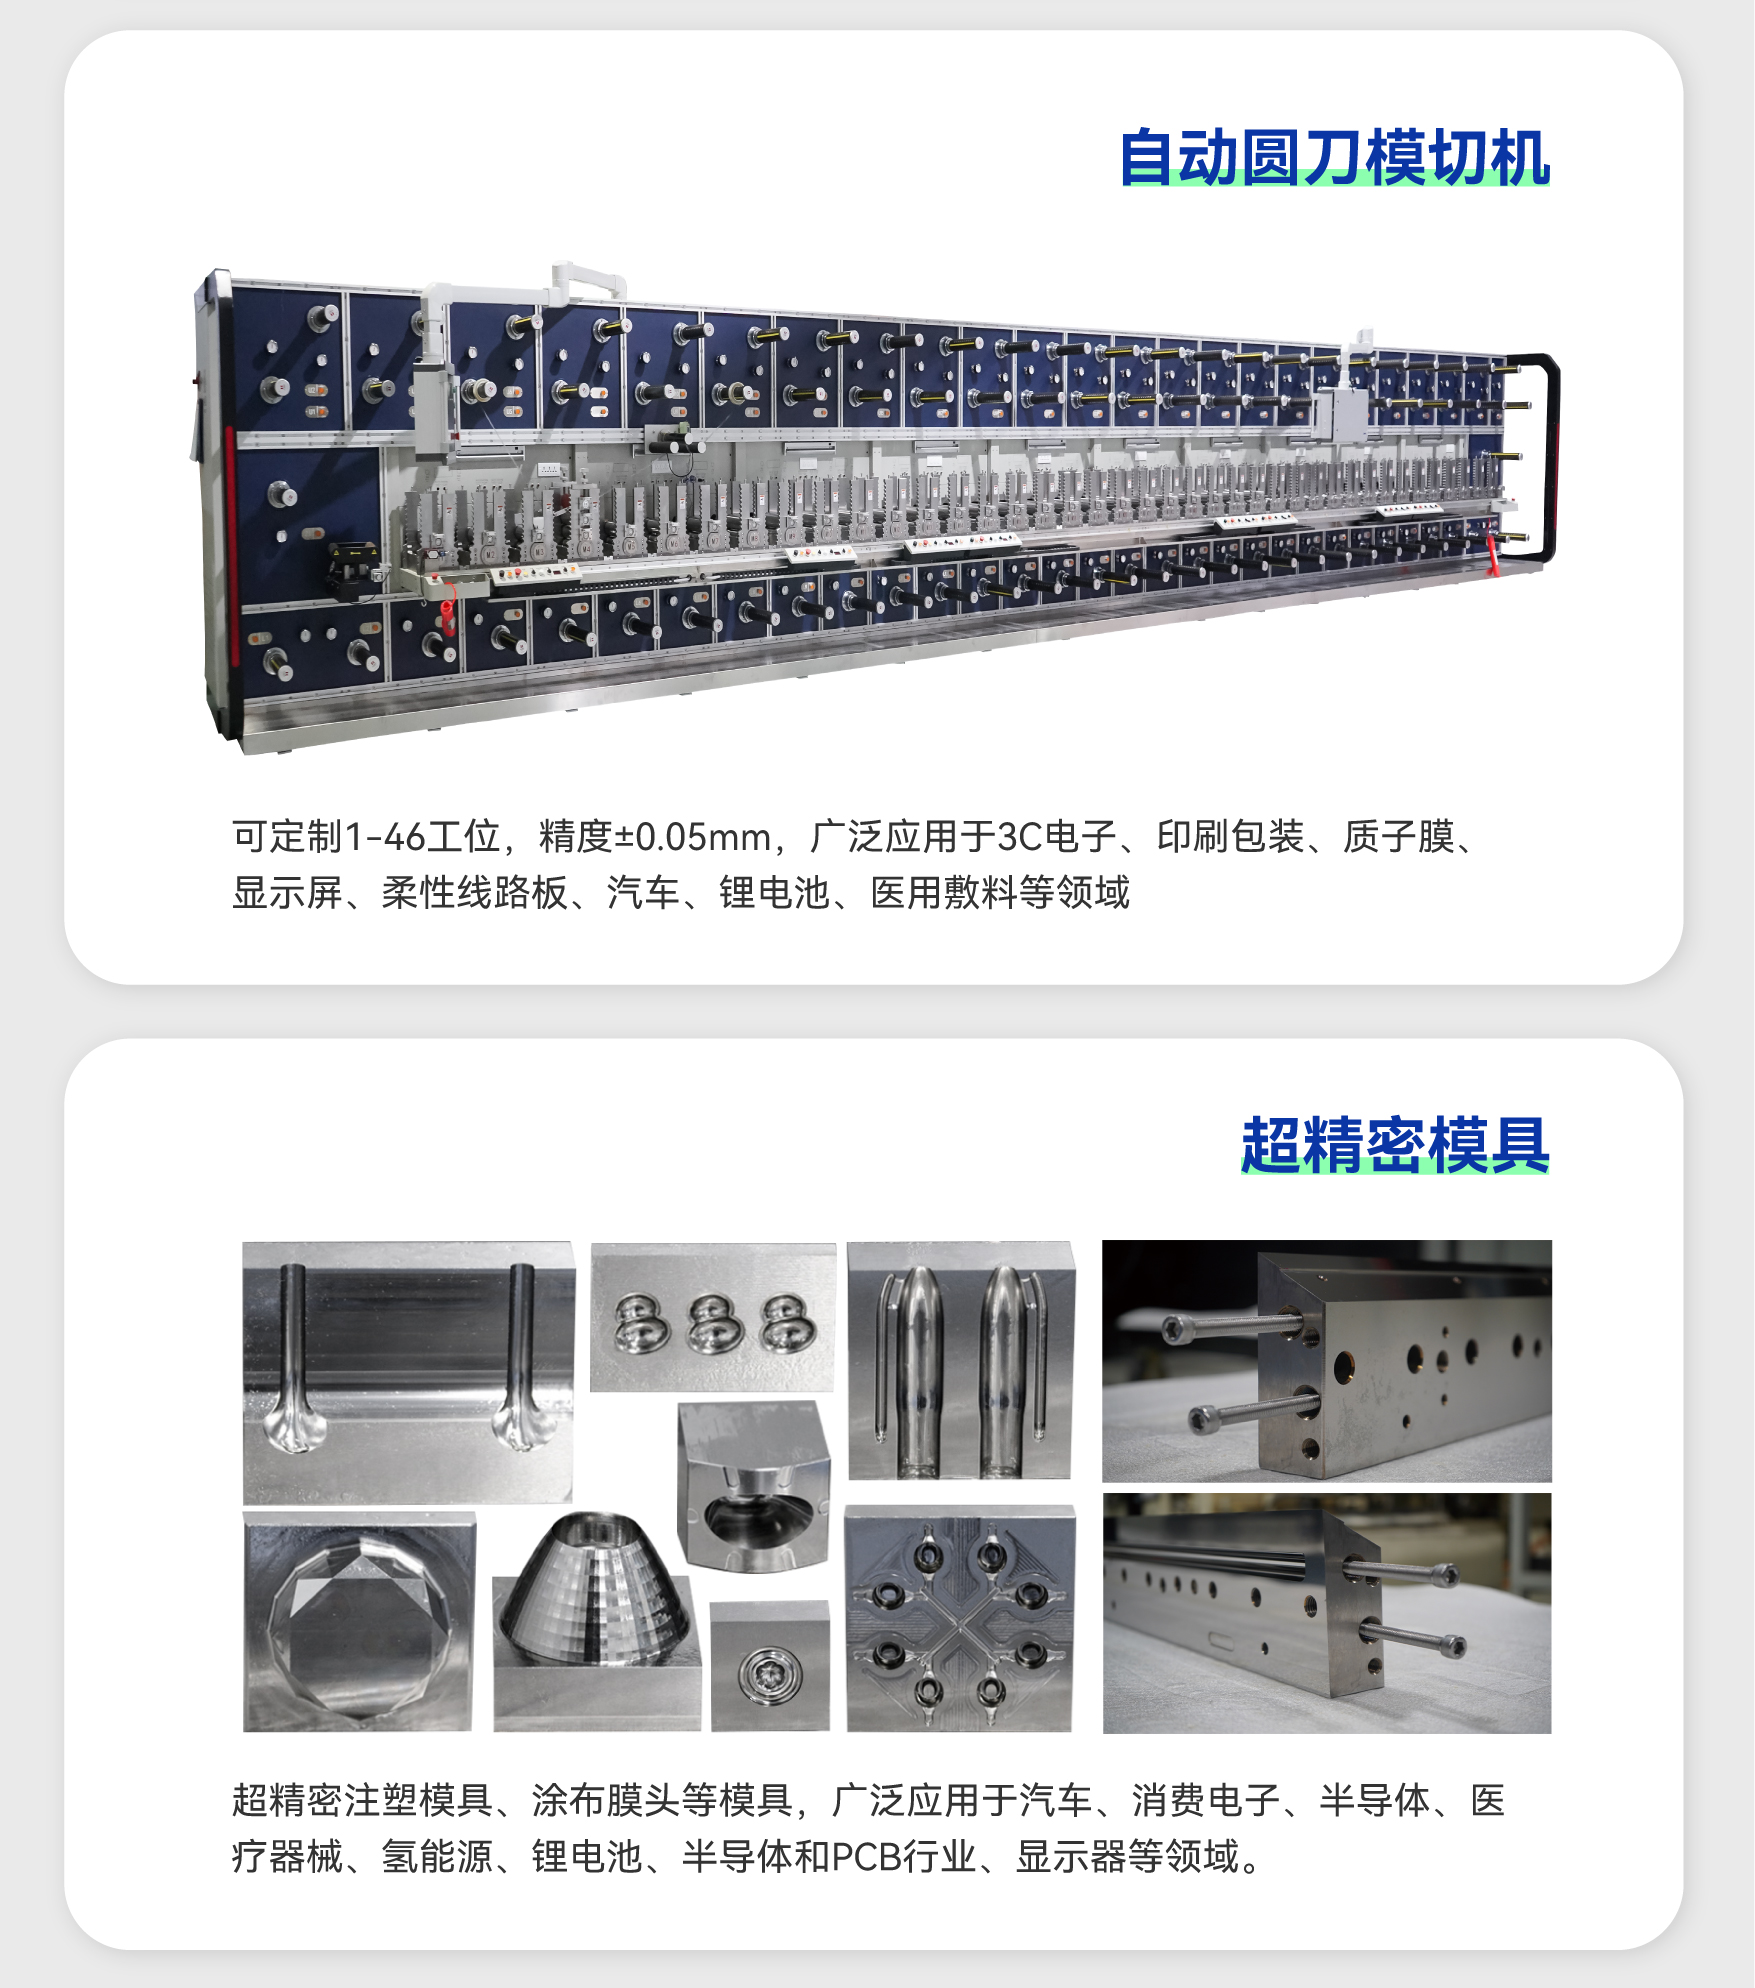 自动圆刀模切机
可定制1-46工位，精度±0.05mm，广泛应用于3C电子、印刷包装、质子膜、
显示屏、柔性线路板、汽车、锂电池、医用敷料等领域
超精密模具
超精密注塑模具、涂布膜头等模具，广泛应用于汽车、消费电子、半导体、医
疗器械、氢能源、锂电池、半导体和PCB行业、显示器等领域。